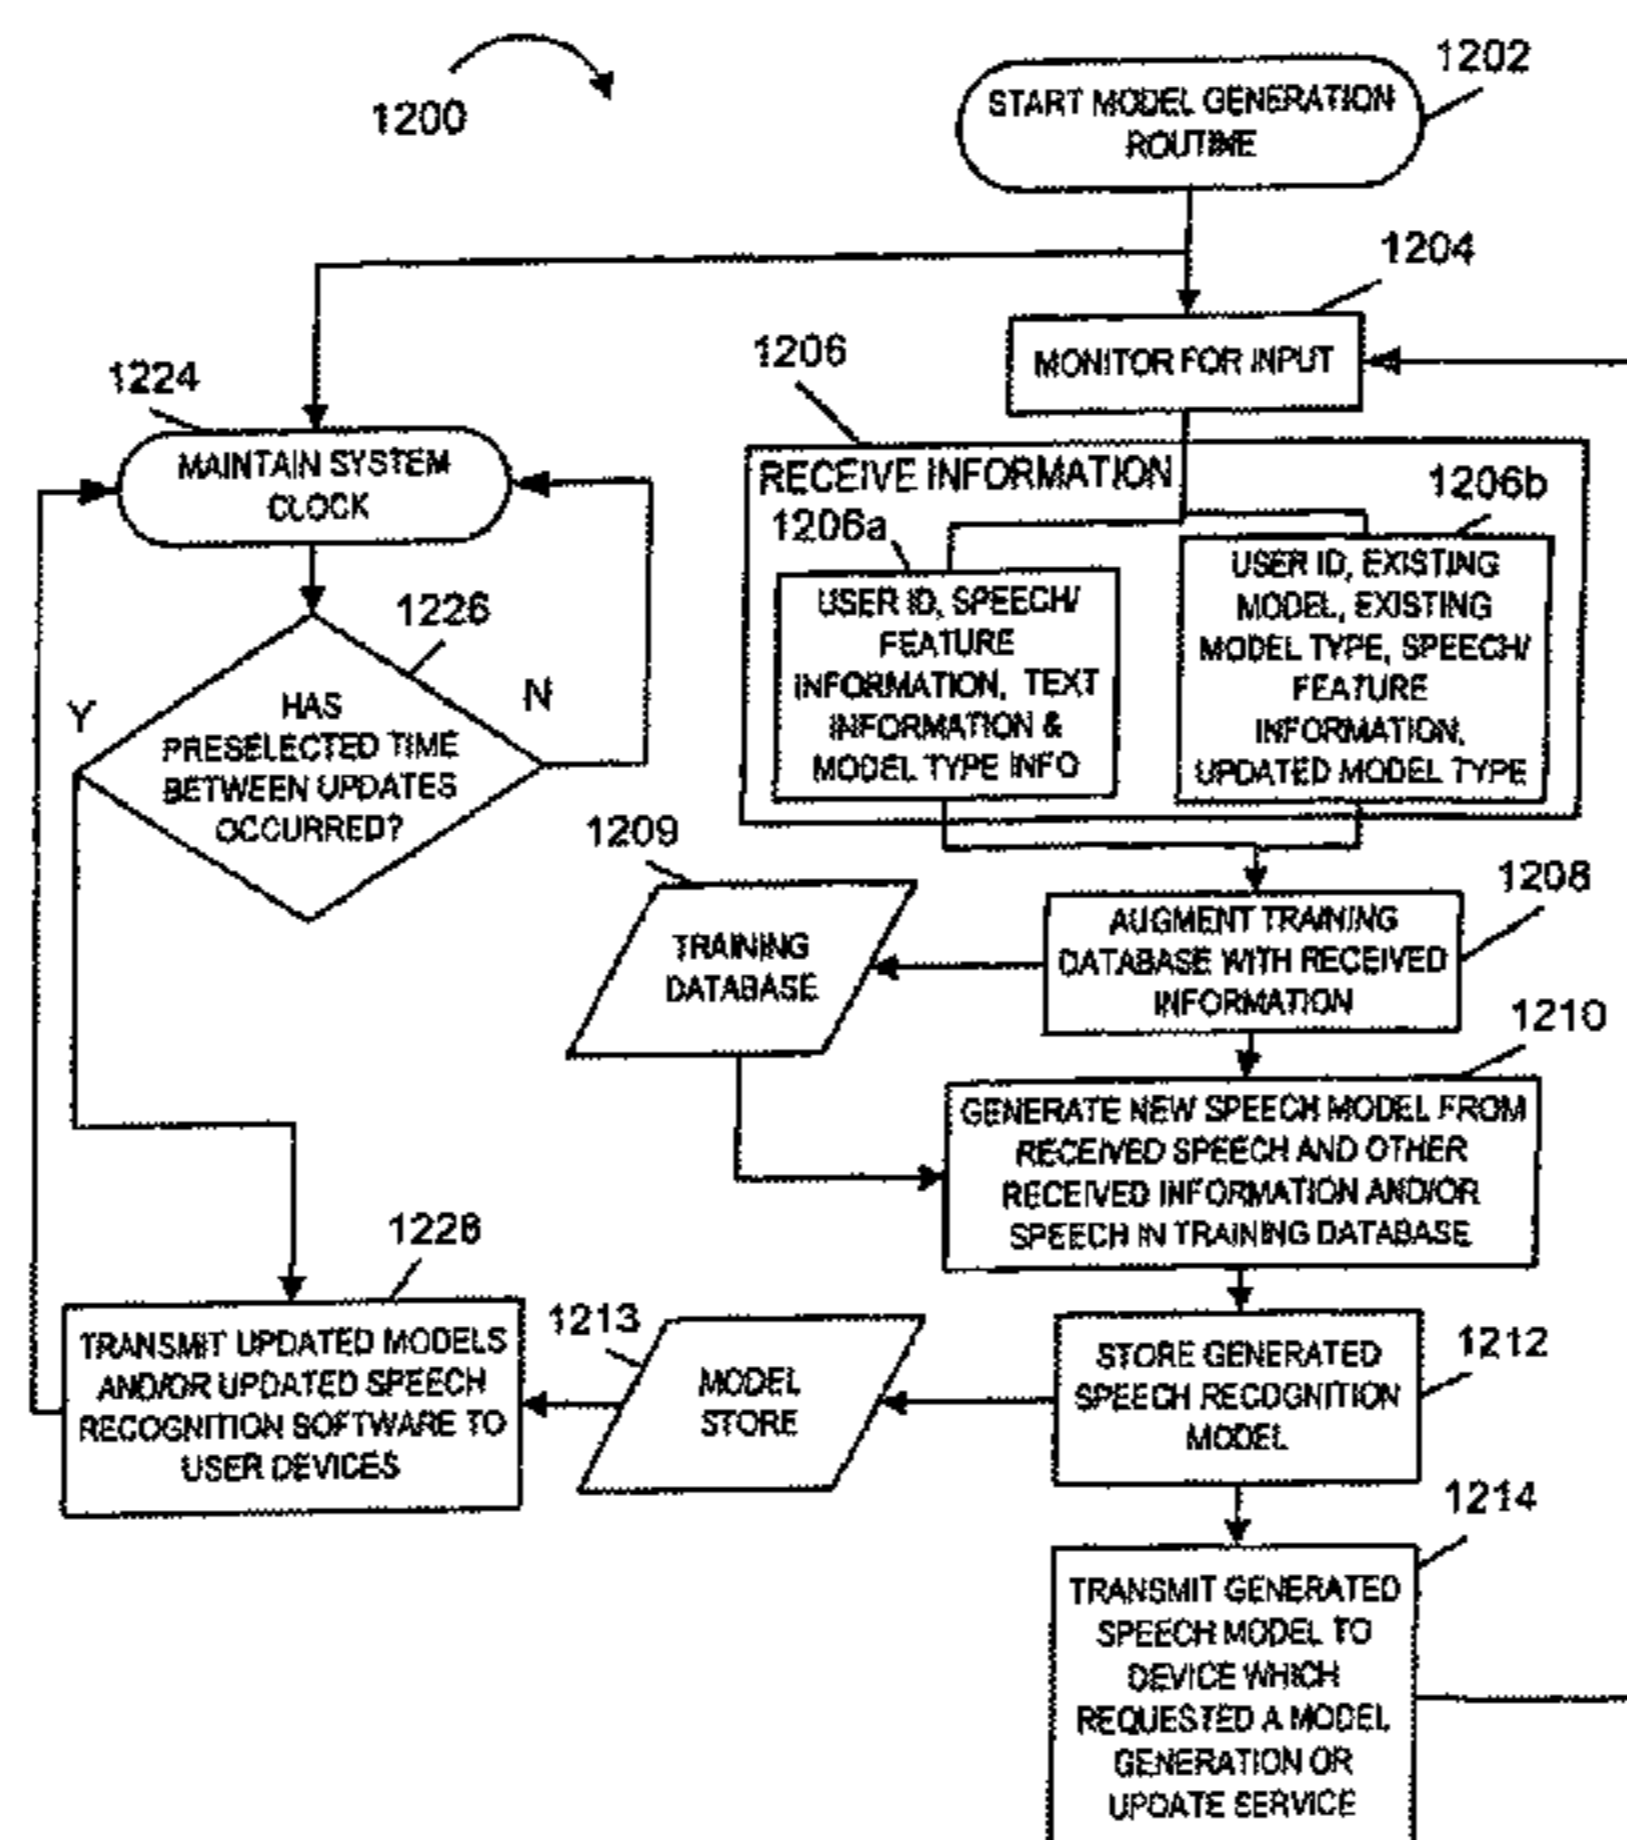 1200
1202
START MODEL GENERATION
ROUTINE
1204
MONITOR FOR INPUT
1206
RECEIVE INFORMATION
1206a
USER ID, SPEECH/
FEATURE
INFORMATION, TEXT
INFORMATION &
MODEL TYPE INFO
1206b
USER ID, EXISTING
MODEL, EXISTING
MODEL TYPE, SPEECH/
FEATURE
INFORMATION,
UPDATED MODEL TYPE
1224
MAINTAIN SYSTEM
CLOCK
1226
Y
N
HAS
PRESELECTED TIME
BETWEEN UPDATES
OCCURRED?
1209
TRAINING
DATABASE
1208
AUGMENT TRAINING
DATABASE WITH RECEIVED
INFORMATION
1210
GENERATE NEW SPEECH MODEL FROM
RECEIVED SPEECH AND OTHER
RECEIVED INFORMATION AND/OR
SPEECH IN TRAINING DATABASE
1228
TRANSMIT UPDATED MODELS
AND/OR UPDATED SPEECH
RECOGNITION SOFTWARE TO
USER DEVICES
1213
MODEL
STORE
1212
STORE GENERATED
SPEECH RECOGNITION
MODEL
1214
TRANSMIT GENERATED
SPEECH MODEL TO
DEVICE WHICH
REQUESTED A MODEL
GENERATION OR
UPDATE SERVICE